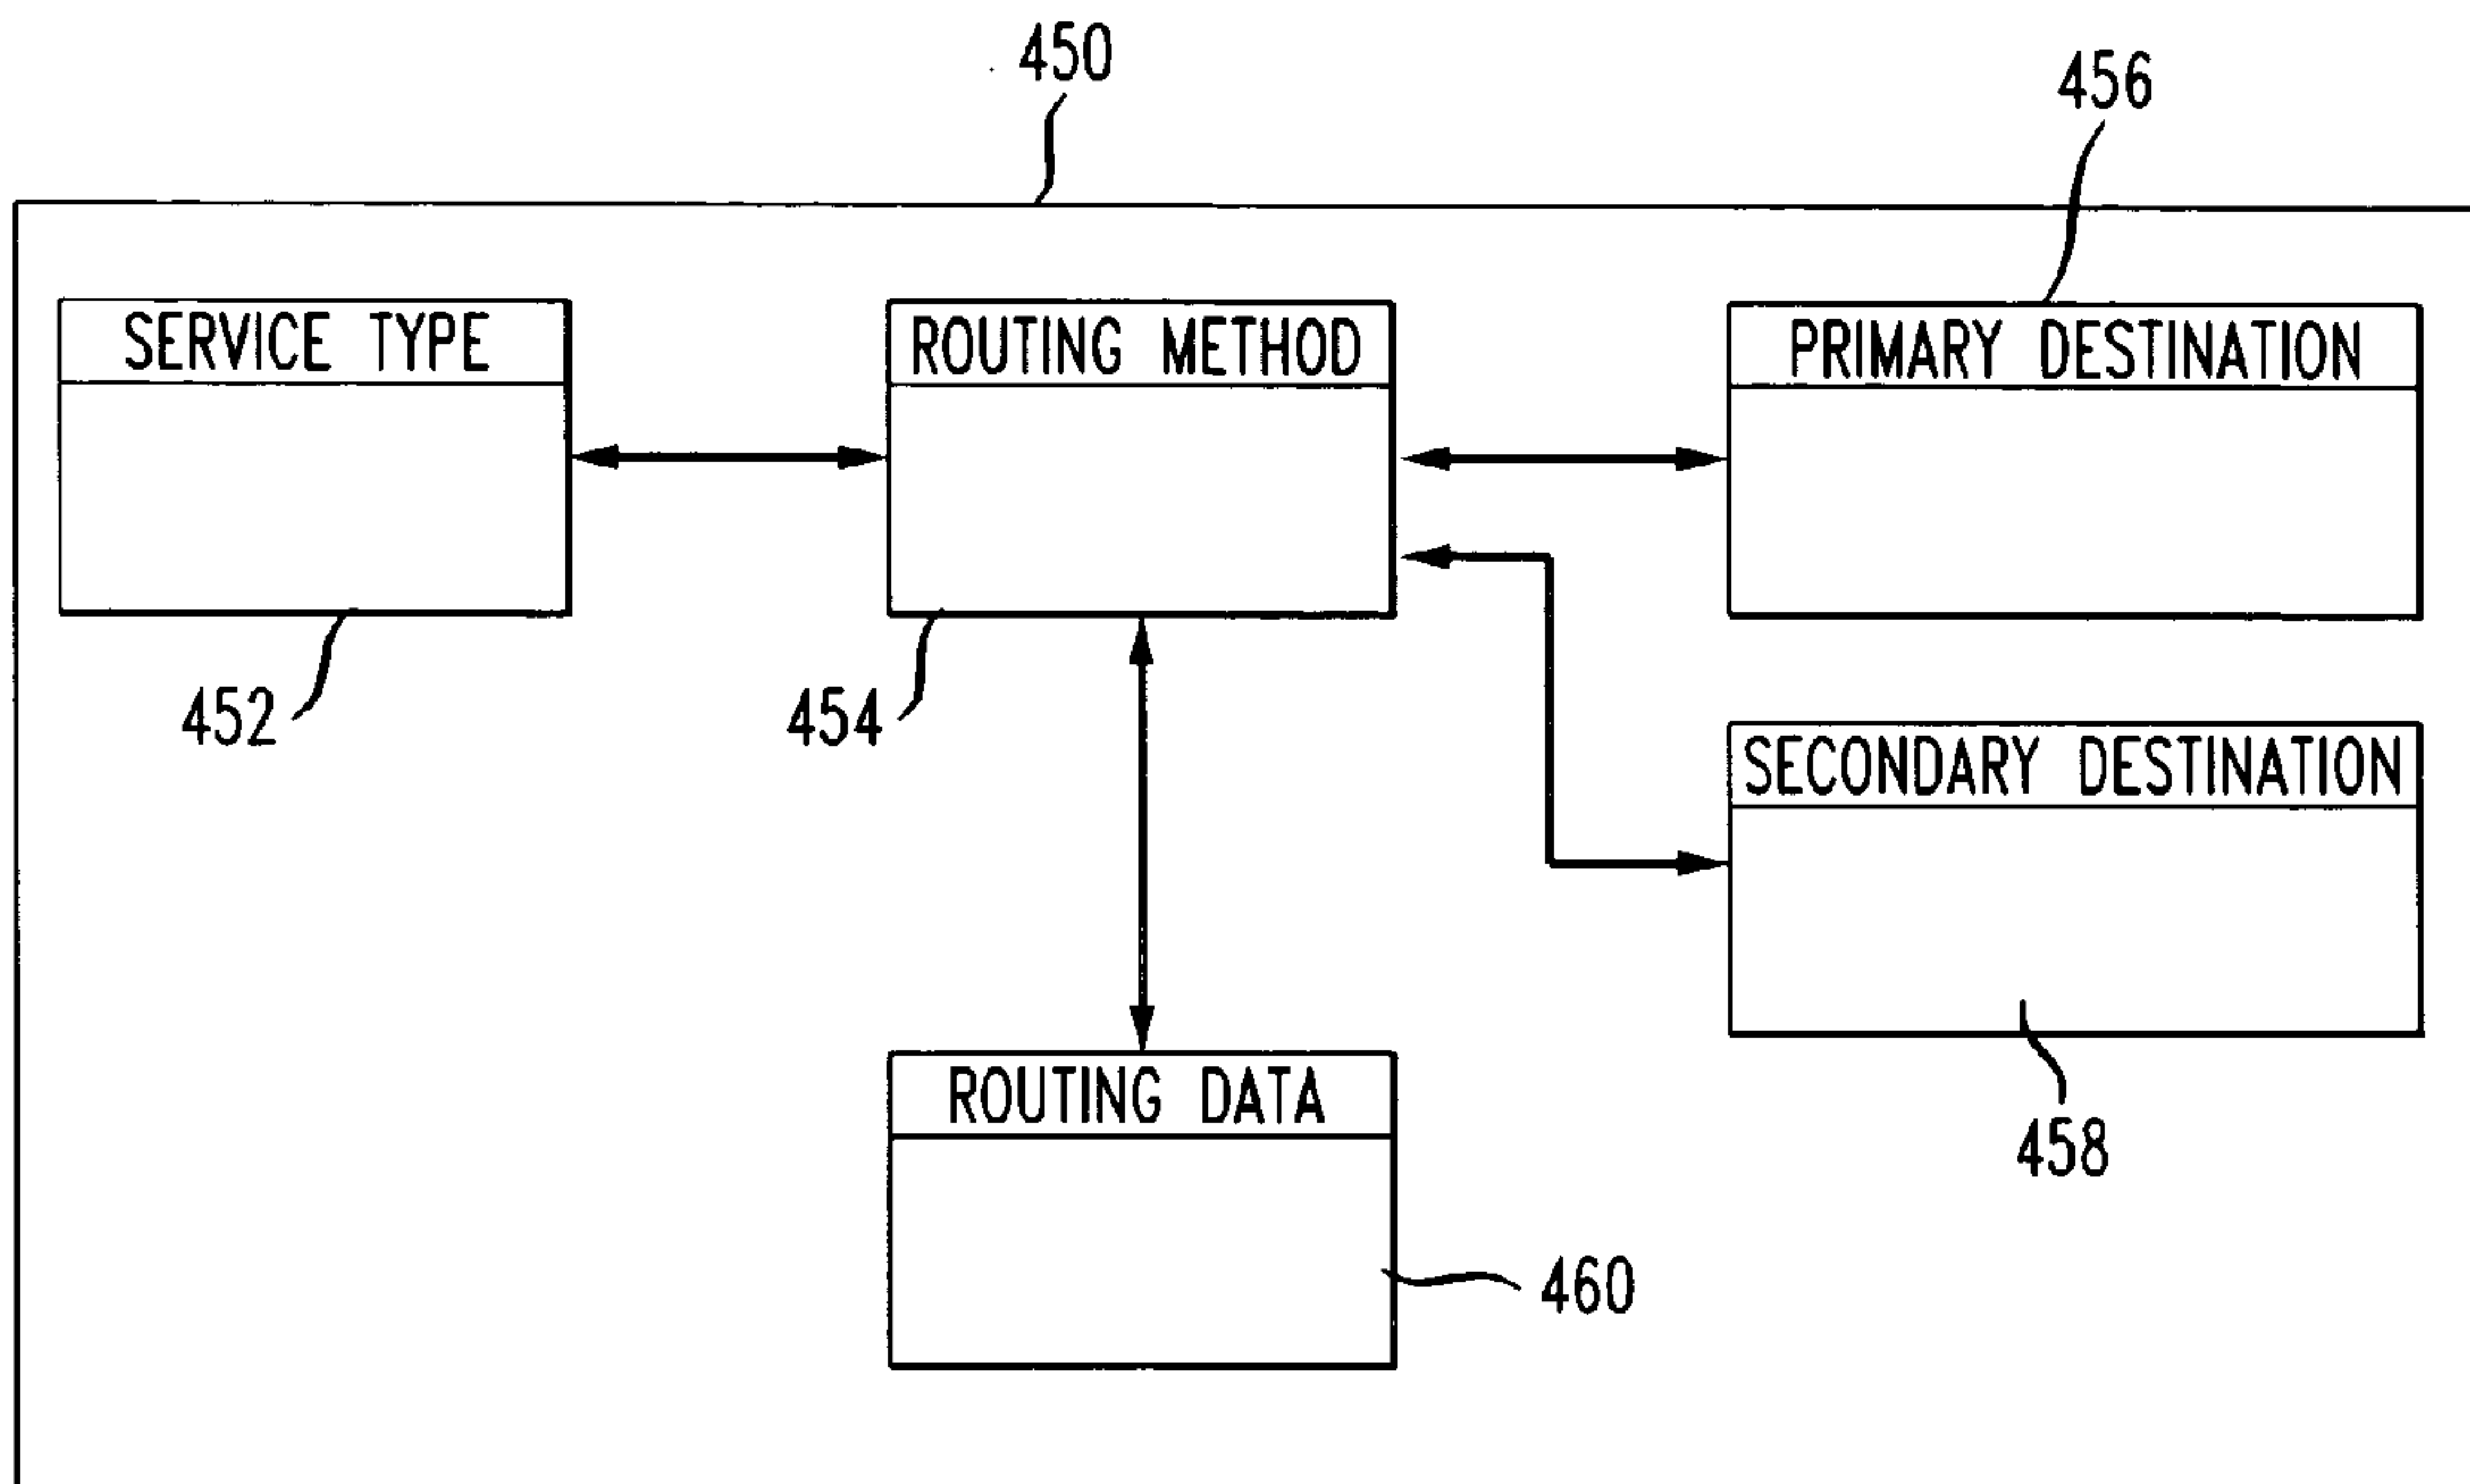 450
456
SERVICE TYPE
ROUTING METHOD
PRIMARY DESTINATION
452
454
SECONDARY DESTINATION
ROUTING DATA
458
460